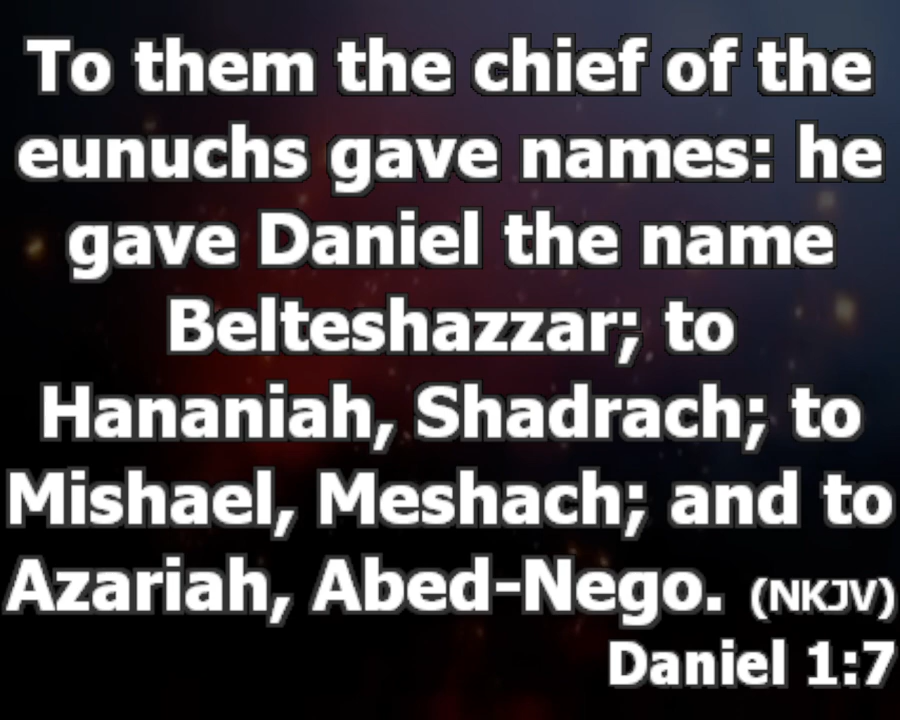 To them the chief of the
eunuchs gave names: he
gave Daniel the name
Belteshazzar; to
Hananiah, Shadrach; to
Mishael, Meshach; and to
Azariah, Abed-Nego. (NKJV)
Daniel 1:7